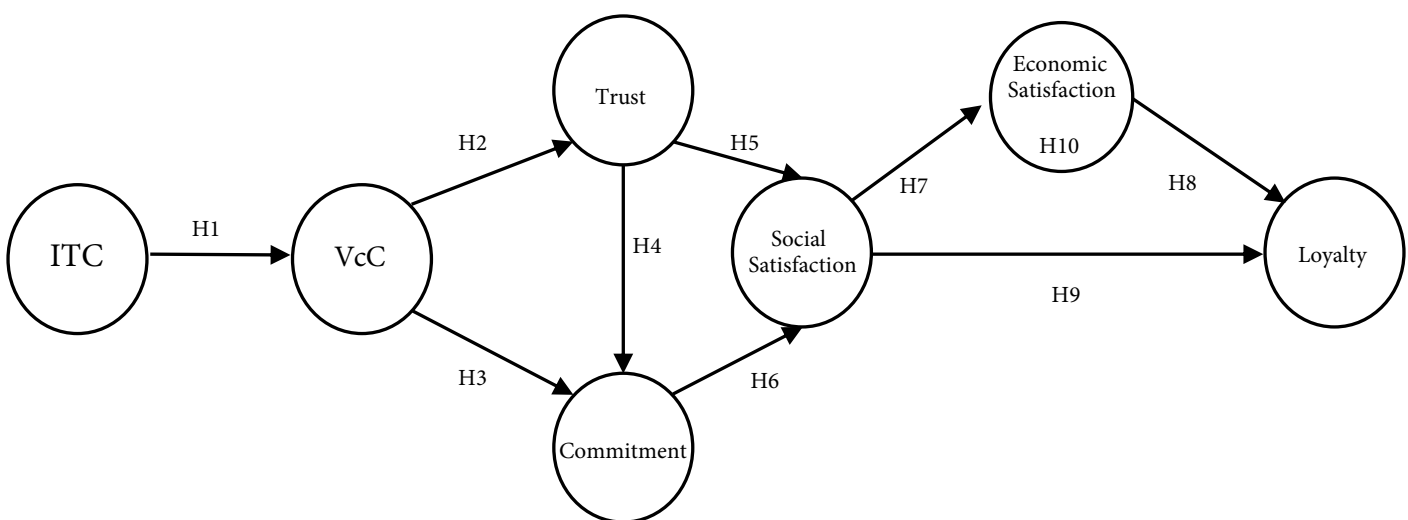 Economic
Satisfaction
H10
Trust
H2
H5
H7
H8
ITC
H1
VcC
H4
Social
Satisfaction
Loyalty
H9
H3
H6
Commitment